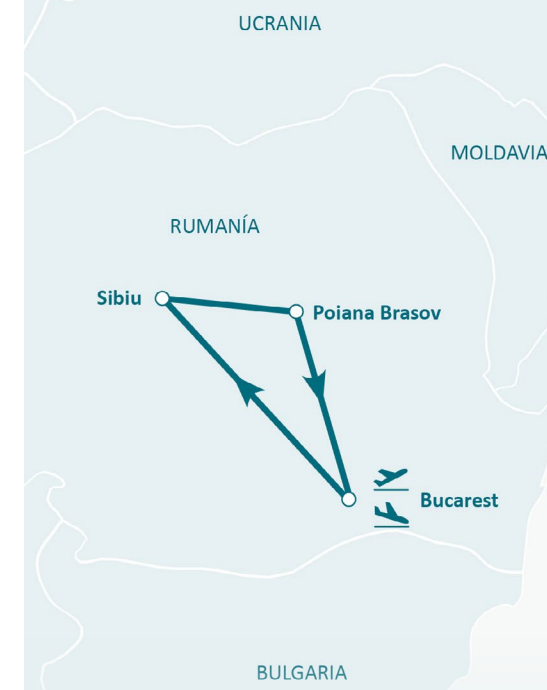 UCRANIA
MOLDAVIA
RUMANÍA
Sibiu
Poiana Brasov
Bucarest
BULGARIA